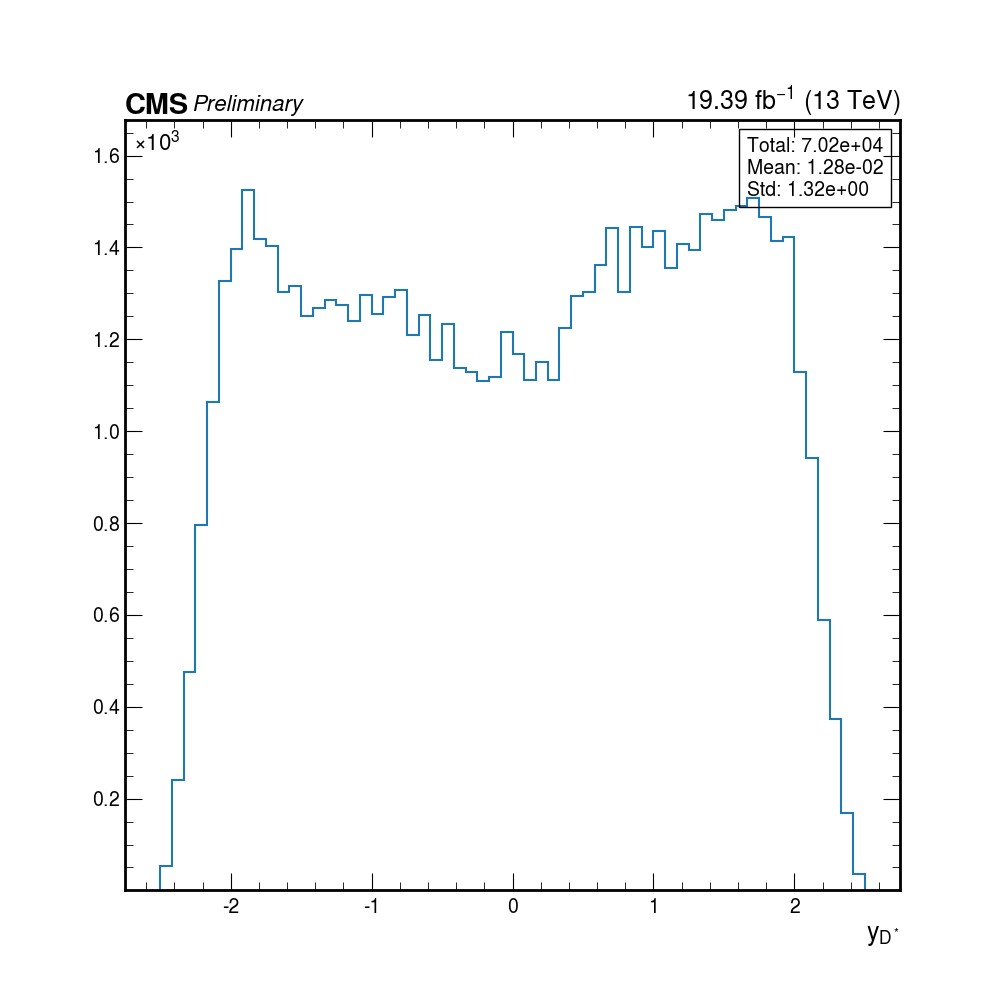 CMS Preliminary 19.39 fb⁻¹ (13 TeV)
×10³
Total: 7.02e+04
Mean: 1.28e-02
Std: 1.32e+00
1.6
1.4
1.2
1.0
0.8
0.6
0.4
0.2
-2 -1 0 1 2
y_{D*}